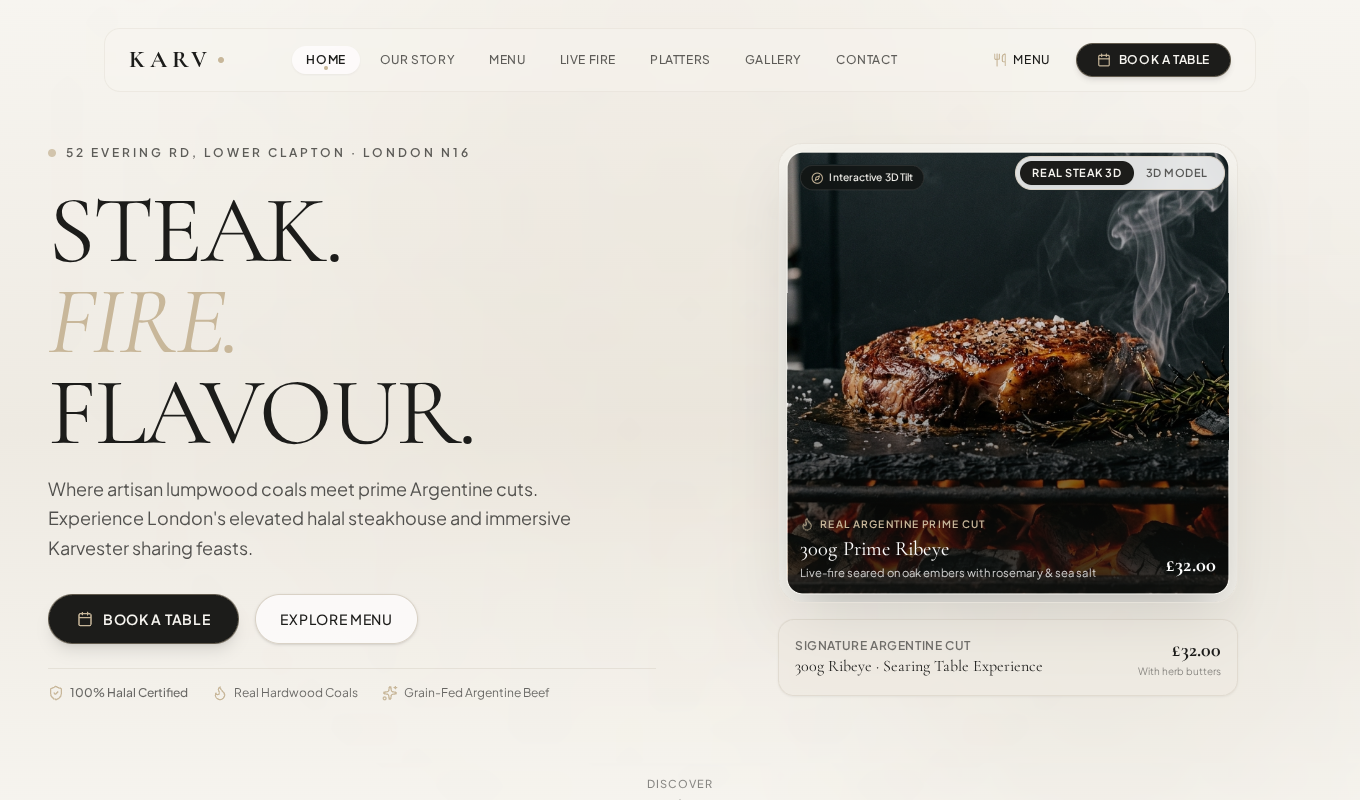 KARV
HOME
OUR STORY
MENU
LIVE FIRE
PLATTERS
GALLERY
CONTACT
MENU
BOOK A TABLE
52 EVERING RD, LOWER CLAPTON · LONDON N16
STEAK.
FIRE.
FLAVOUR.
Where artisan lumpwood coals meet prime Argentine cuts.
Experience London's elevated halal steakhouse and immersive
Karvester sharing feasts.
BOOK A TABLE
EXPLORE MENU
100% Halal Certified
Real Hardwood Coals
Grain-Fed Argentine Beef
Interactive 3D Tilt
REAL STEAK 3D
3D MODEL
REAL ARGENTINE PRIME CUT
300g Prime Ribeye
£32.00
Live-fire seared on oak embers with rosemary & sea salt
SIGNATURE ARGENTINE CUT
300g Ribeye · Searing Table Experience
£32.00
With herb butters
DISCOVER